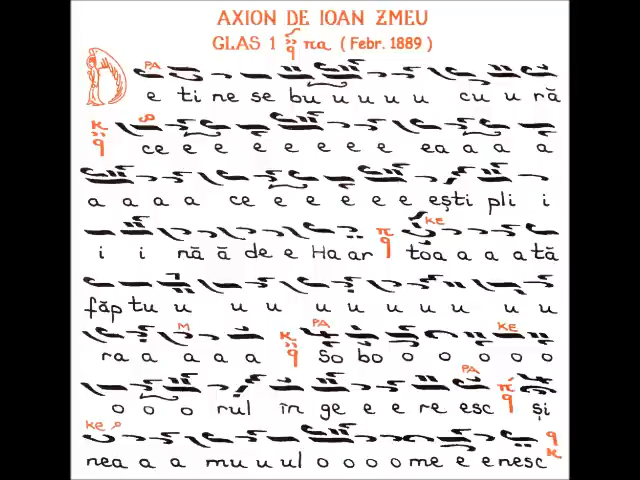 AXION DE IOAN ZMEU
GLAS 1 πα (Febr. 1889)
PA
D e ti ne se bu u u u u cu u ră
ce e e e e e e ea a a a
a a a a ce e e e e ești pli i
i i nă ă de e Ha ar toa a a a tă
făp tu u u u u u u u u u
ra a a a a so bo o o o o o
o o o rul în ge e e re esc și
nea a a mu u ul o o o o me e e nesc